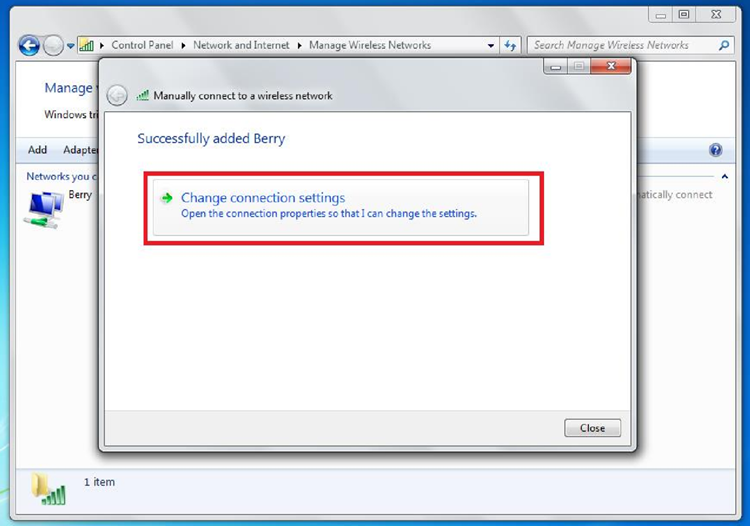 Control Panel Network and Internet Manage Wireless Networks Search Manage Wireless Networks
Manage
Windows tri
Manually connect to a wireless network
Successfully added Berry
Add Adapte
Networks you c
Berry
matically connect
Change connection settings
Open the connection properties so that I can change the settings.
Close
1 item